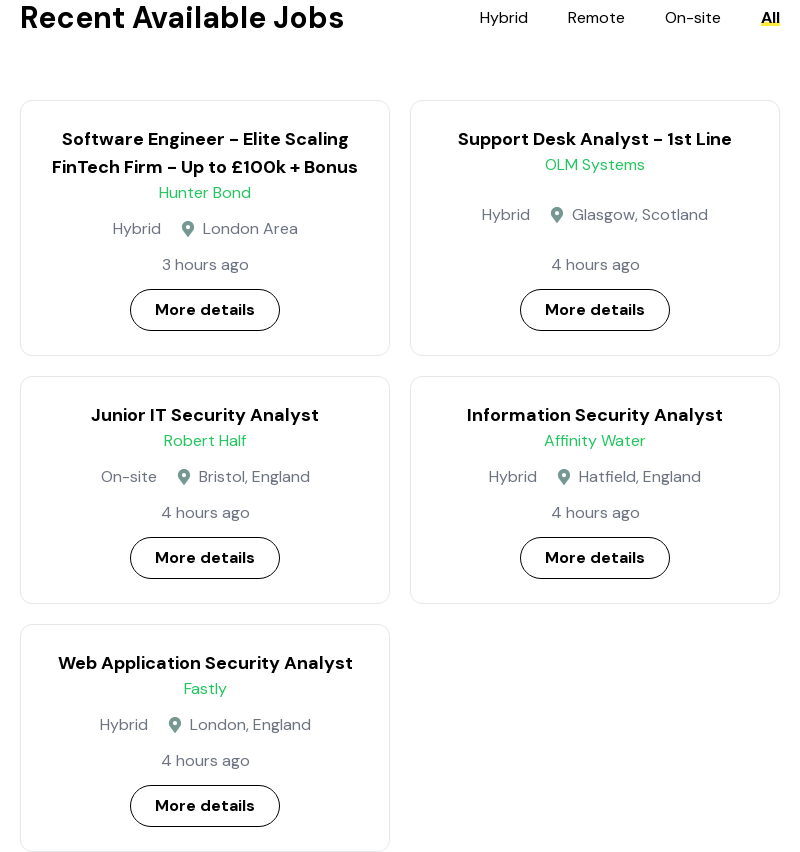 Recent Available Jobs
Hybrid Remote On-site All
Software Engineer - Elite Scaling
FinTech Firm - Up to £100k + Bonus
Hunter Bond
Hybrid London Area
3 hours ago
More details
Support Desk Analyst - 1st Line
OLM Systems
Hybrid Glasgow, Scotland
4 hours ago
More details
Junior IT Security Analyst
Robert Half
On-site Bristol, England
4 hours ago
More details
Information Security Analyst
Affinity Water
Hybrid Hatfield, England
4 hours ago
More details
Web Application Security Analyst
Fastly
Hybrid London, England
4 hours ago
More details